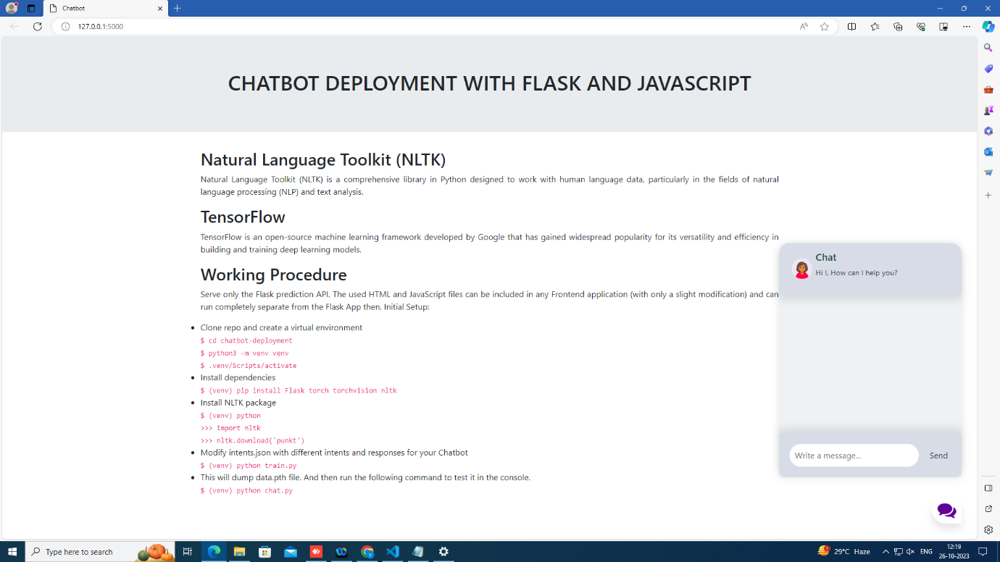 Chatbot
127.0.0.1:5000
CHATBOT DEPLOYMENT WITH FLASK AND JAVASCRIPT
Natural Language Toolkit (NLTK)
Natural Language Toolkit (NLTK) is a comprehensive library in Python designed to work with human language data, particularly in the fields of natural
language processing (NLP) and text analysis.
TensorFlow
TensorFlow is an open-source machine learning framework developed by Google that has gained widespread popularity for its versatility and efficiency in
building and training deep learning models.
Working Procedure
Serve only the Flask prediction API. The used HTML and JavaScript files can be included in any Frontend application (with only a slight modification) and can
run completely separate from the Flask App then. Initial Setup:
• Clone repo and create a virtual environment
$ cd chatbot-deployment
$ python3 -m venv venv
$ .venv/Scripts/activate
• Install dependencies
$ (venv) pip install Flask torch torchvision nltk
• Install NLTK package
$ (venv) python
>>> import nltk
>>> nltk.download('punkt')
• Modify intents.json with different intents and responses for your Chatbot
$ (venv) python train.py
• This will dump data.pth file. And then run the following command to test it in the console.
$ (venv) python chat.py
Chat
Hi !, How can I help you?
Write a message...
Send
Type here to search
29°C Haze
ENG
12:19
26-10-2023